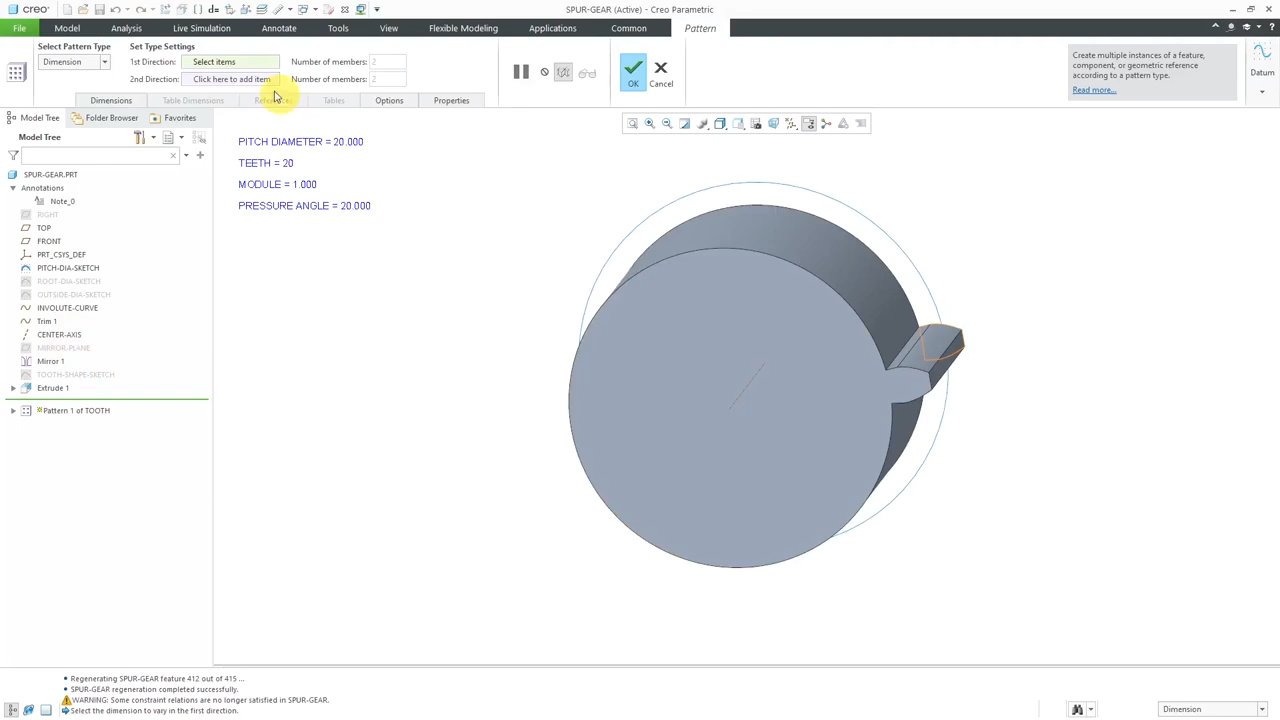 creo
d=
SPUR-GEAR (Active) - Creo Parametric
File
Model
Analysis
Live Simulation
Annotate
Tools
View
Flexible Modeling
Applications
Common
Pattern
Select Pattern Type
Dimension
Set Type Settings
1st Direction: Select items Number of members: 2
2nd Direction: Click here to add item Number of members: 2
OK
Cancel
Create multiple instances of a feature,
component, or geometric reference
according to a pattern type.
Read more...
Datum
Dimensions
Table Dimensions
Tables
Options
Properties
Model Tree
Folder Browser
Favorites
Model Tree
SPUR-GEAR.PRT
Annotations
Note_0
RIGHT
TOP
FRONT
PRT_CSYS_DEF
PITCH-DIA-SKETCH
ROOT-DIA-SKETCH
OUTSIDE-DIA-SKETCH
INVOLUTE-CURVE
Trim 1
CENTER-AXIS
MIRROR-PLANE
Mirror 1
TOOTH-SHAPE-SKETCH
Extrude 1
Pattern 1 of TOOTH
PITCH DIAMETER = 20.000
TEETH = 20
MODULE = 1.000
PRESSURE ANGLE = 20.000
Regenerating SPUR-GEAR feature 412 out of 415 ...
SPUR-GEAR regeneration completed successfully.
WARNING: Some constraint relations are no longer satisfied in SPUR-GEAR.
Select the dimension to vary in the first direction.
Dimension